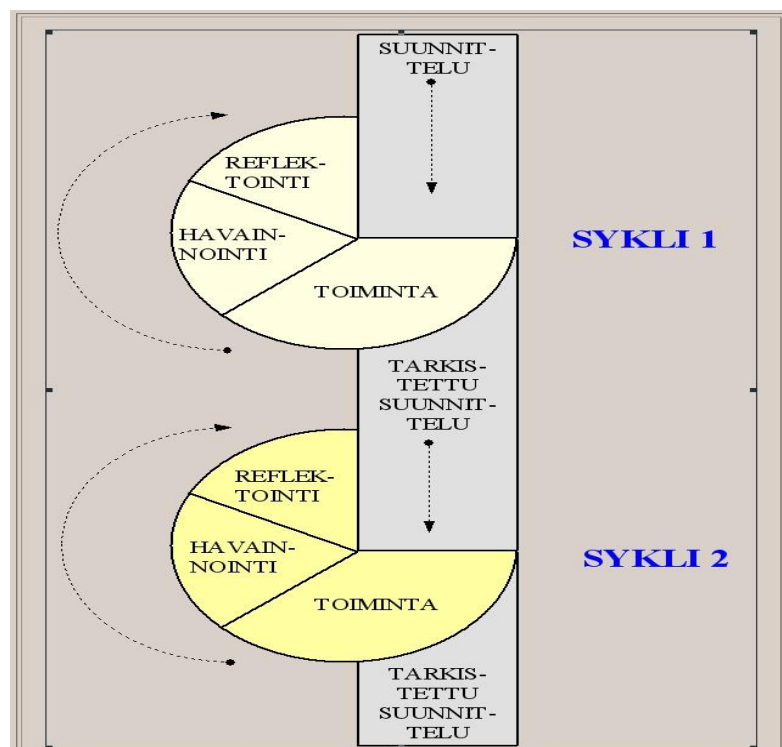 SUUNNIT-
TELU
REFLEK-
TOINTI
HAVAIN-
NOINTI
TOIMINTA
SYKLI 1
TARKIS-
TETTU
SUUNNIT-
TELU
REFLEK-
TOINTI
HAVAIN-
NOINTI
TOIMINTA
SYKLI 2
TARKIS-
TETTU
SUUNNIT-
TELU